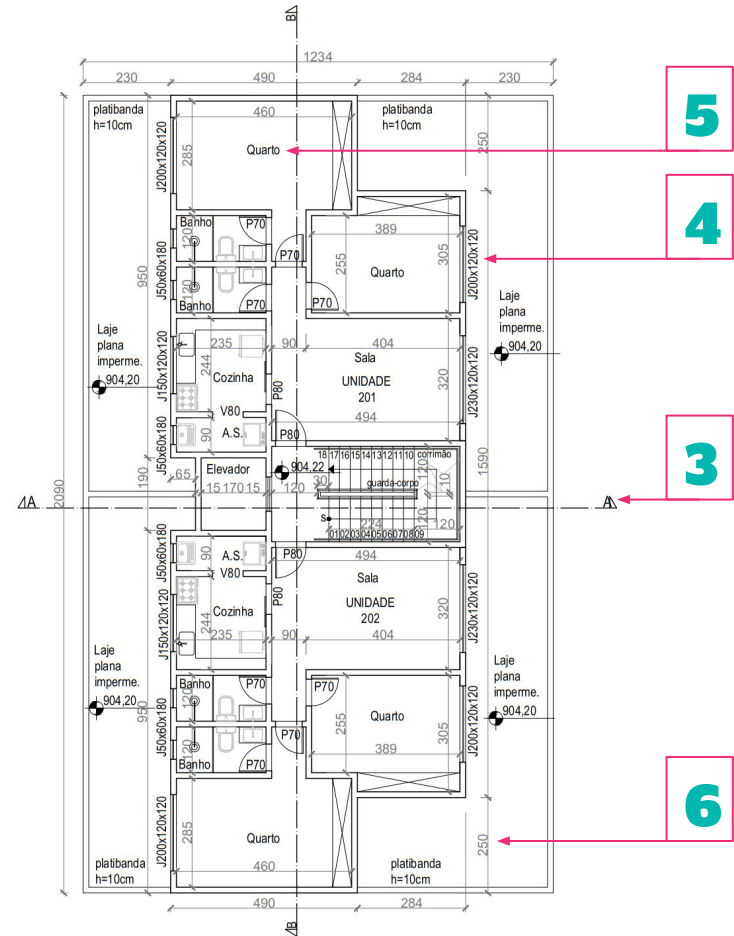 B
1234
230
490
284
230
platibanda
h=10cm
460
platibanda
h=10cm
5
Quarto
285
J200x120x120
250
4
Banho
120
P70
P70
389
305
255
Quarto
J200x120x120
950
J50x60x180
120
Banho
P70
P70
Laje
plana
imperme.
904,20
Laje
plana
imperme.
904,20
235
90
404
244
Cozinha
J150x120x120
Sala
UNIDADE
201
320
J230x120x120
P80
V80
494
90
A.S.
P80
J50x60x180
3
18 17 16 15 14 13 12 11 10
corrimão
65
Elevador
904,22
120
1590
190
30
guarda-corpo
15 170 15
120
10
2090
A
A
S
224
120
120
01 02 03 04 05 06 07 08 09
J50x60x180
90
A.S.
V80
P80
494
Sala
UNIDADE
202
P80
Cozinha
J150x120x120
244
235
90
404
320
J230x120x120
Laje
plana
imperme.
904,20
Laje
plana
imperme.
904,20
Banho
120
P70
P70
255
Quarto
305
J200x120x120
950
J50x60x180
P70
389
120
Banho
P70
6
285
J200x120x120
Quarto
250
460
platibanda
h=10cm
platibanda
h=10cm
490
284
B